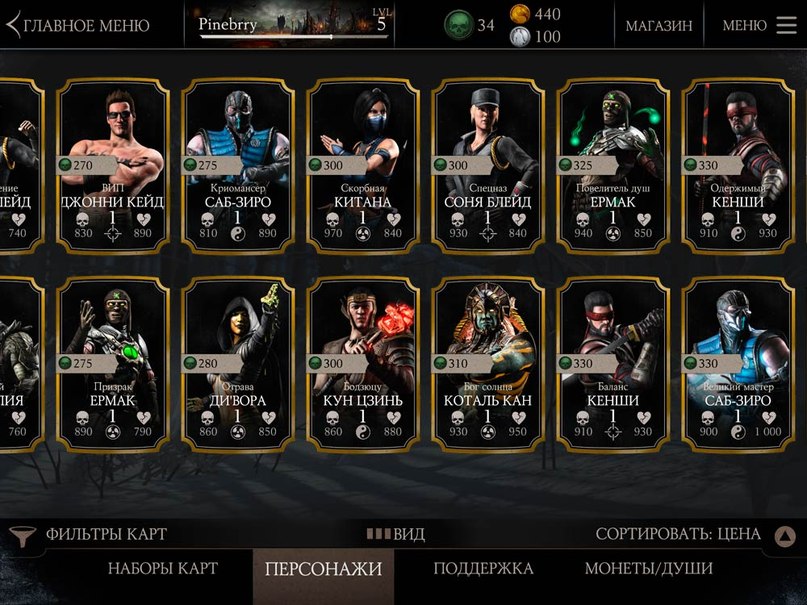 ГЛАВНОЕ МЕНЮ
Pinebrry
LVL
5
34
440
100
МАГАЗИН
МЕНЮ
740
270
ВИП
ДЖОННИ КЕЙД
1
830 890
275
Криомансер
САБ-ЗИРО
1
810 890
300
Скорбная
КИТАНА
1
970 840
300
Спецназ
СОНЯ БЛЕЙД
1
930 840
325
Повелитель душ
ЕРМАК
1
940 850
330
Одержимый
КЕНШИ
1
910 930
760
275
Призрак
ЕРМАК
1
890 790
280
Отрава
ДИ'ВОРА
1
860 850
300
Бодзюцу
КУН ЦЗИНЬ
1
860 880
310
Бог солнца
КОТАЛЬ КАН
1
930 950
330
Баланс
КЕНШИ
1
910 930
330
Великий мастер
САБ-ЗИРО
1
900 1 000
ФИЛЬТРЫ КАРТ
ВИД
СОРТИРОВАТЬ: ЦЕНА
НАБОРЫ КАРТ
ПЕРСОНАЖИ
ПОДДЕРЖКА
МОНЕТЫ/ДУШИ